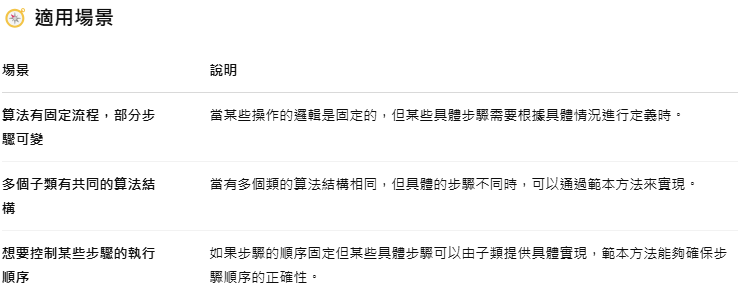 適用場景
場景 說明
算法有固定流程，部分步 當某些操作的邏輯是固定的，但某些具體步驟需要根據具體情況進行定義時。
驟可變
多個子類有共同的算法結 當有多個類的算法結構相同，但具體的步驟不同時，可以通過範本方法來實現。
構
想要控制某些步驟的執行 如果步驟的順序固定但某些具體步驟可以由子類提供具體實現，範本方法能夠確保步
順序 驟順序的正確性。